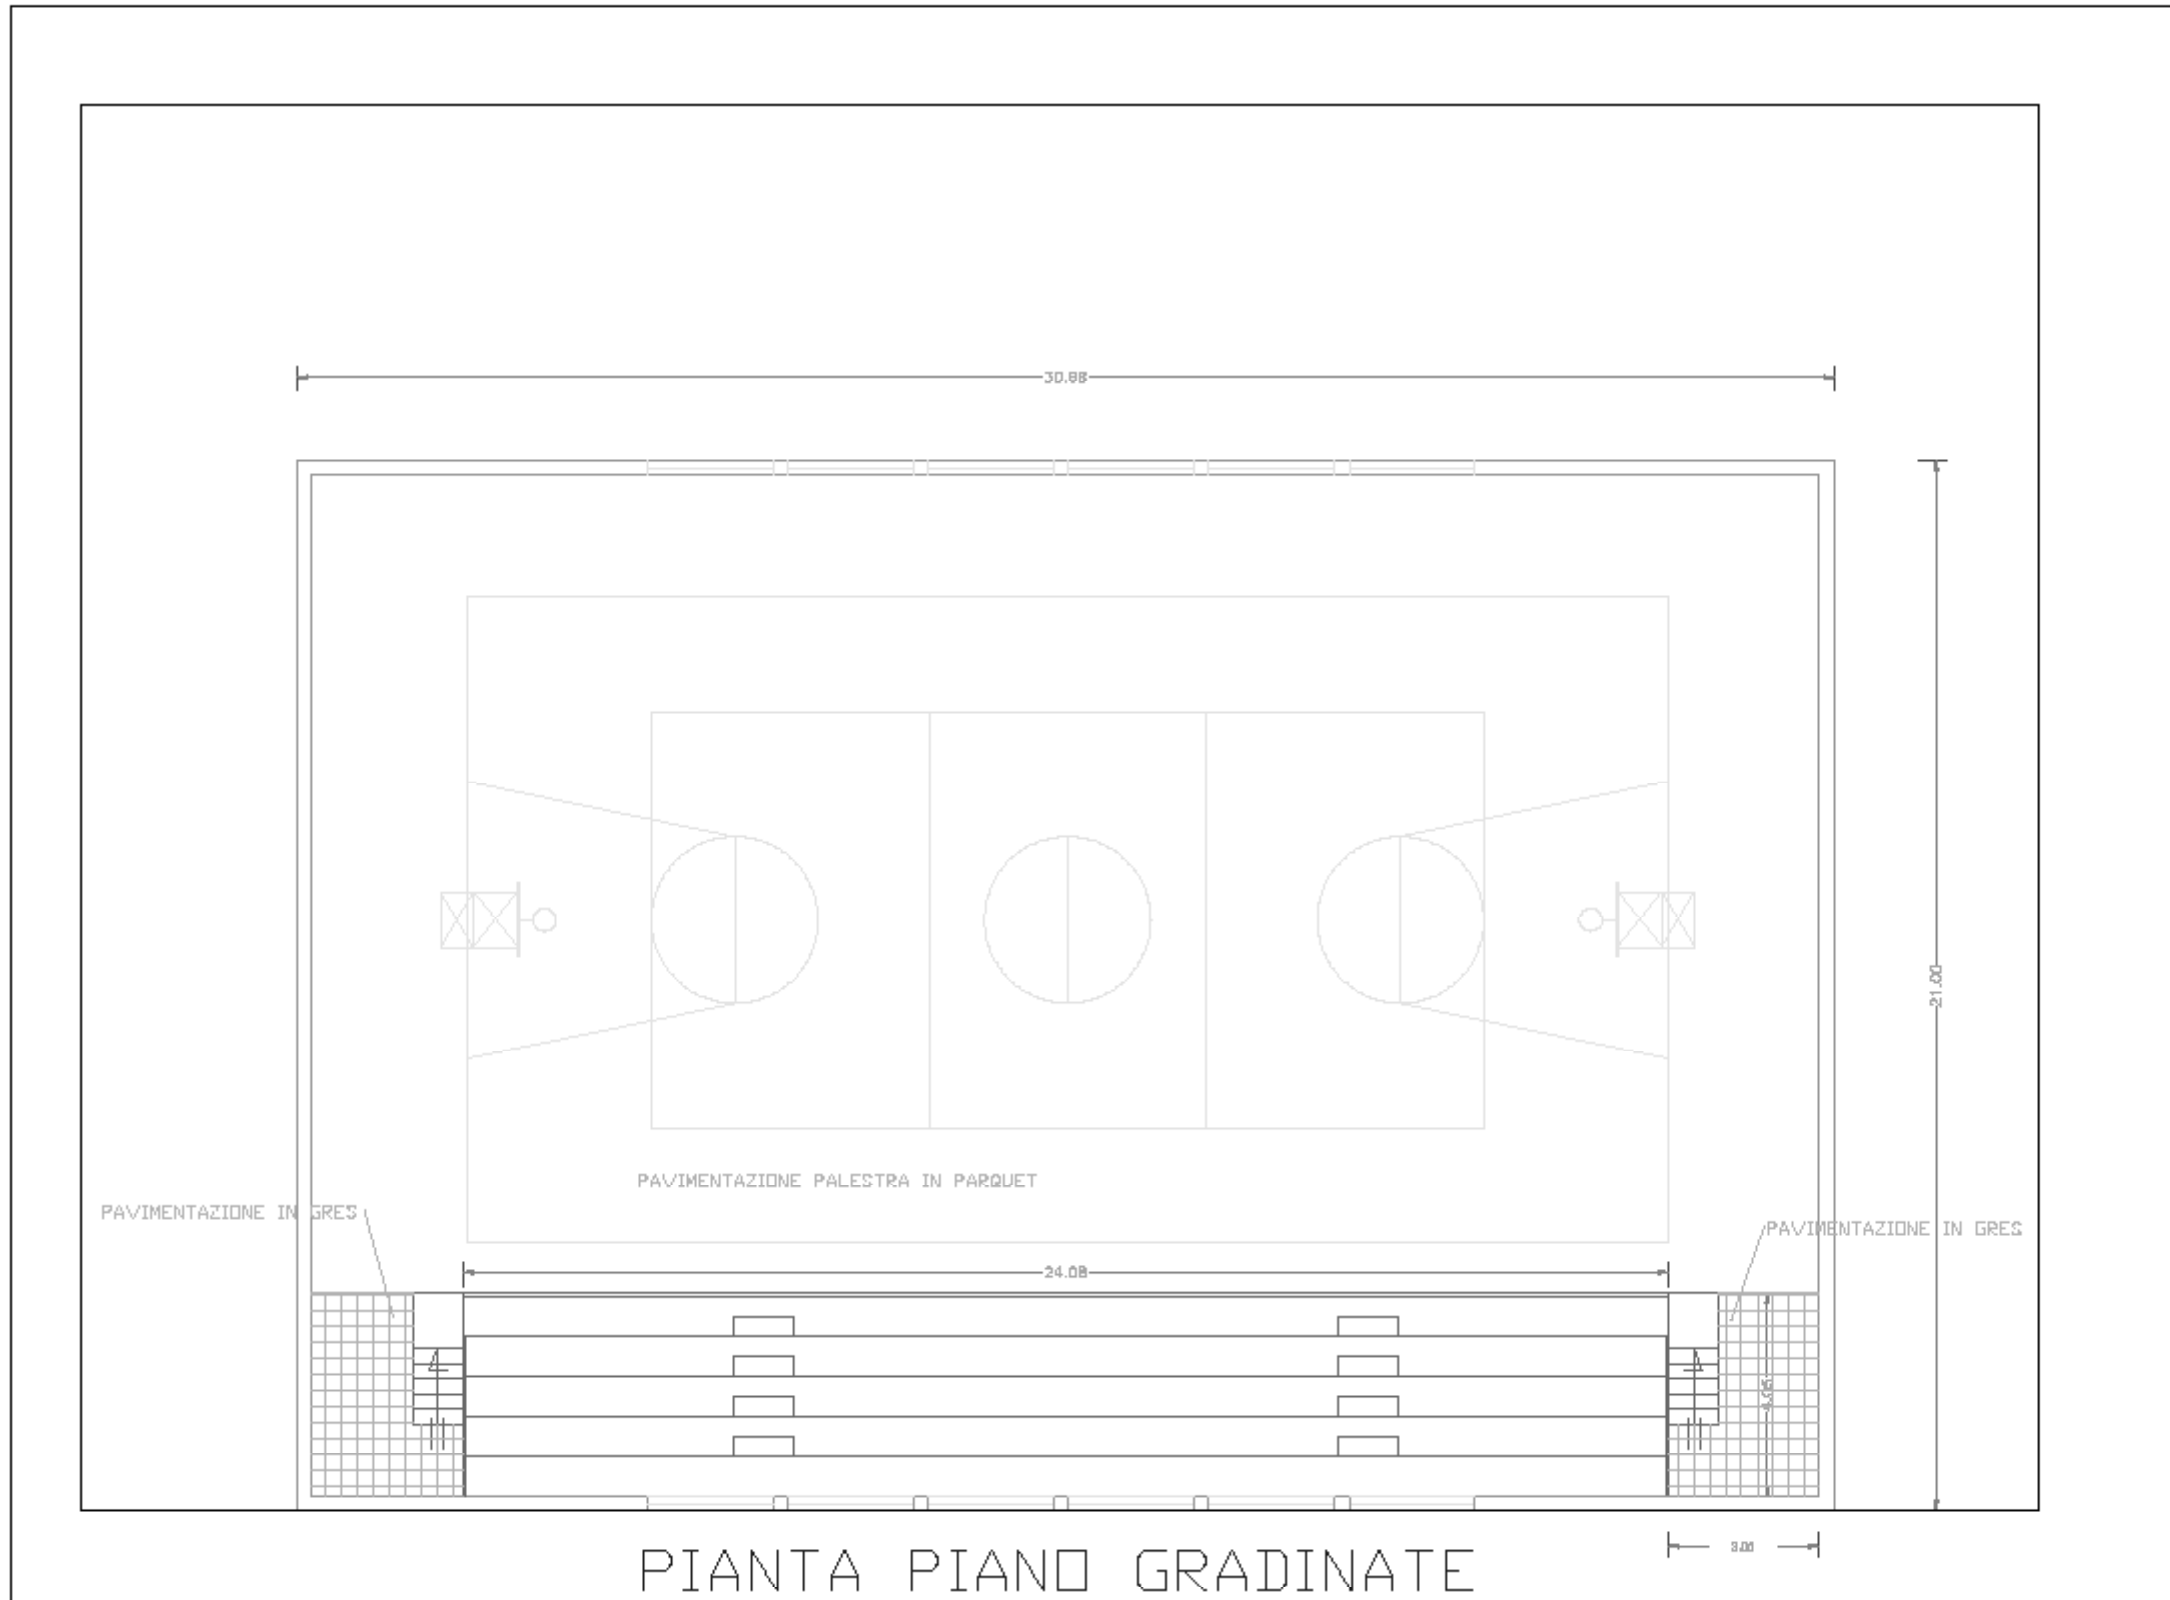 30.88
21.00
PAVIMENTAZIONE PALESTRA IN PARQUET
PAVIMENTAZIONE IN GRES
PAVIMENTAZIONE IN GRES
24.08
PIANTA PIANO GRADINATE